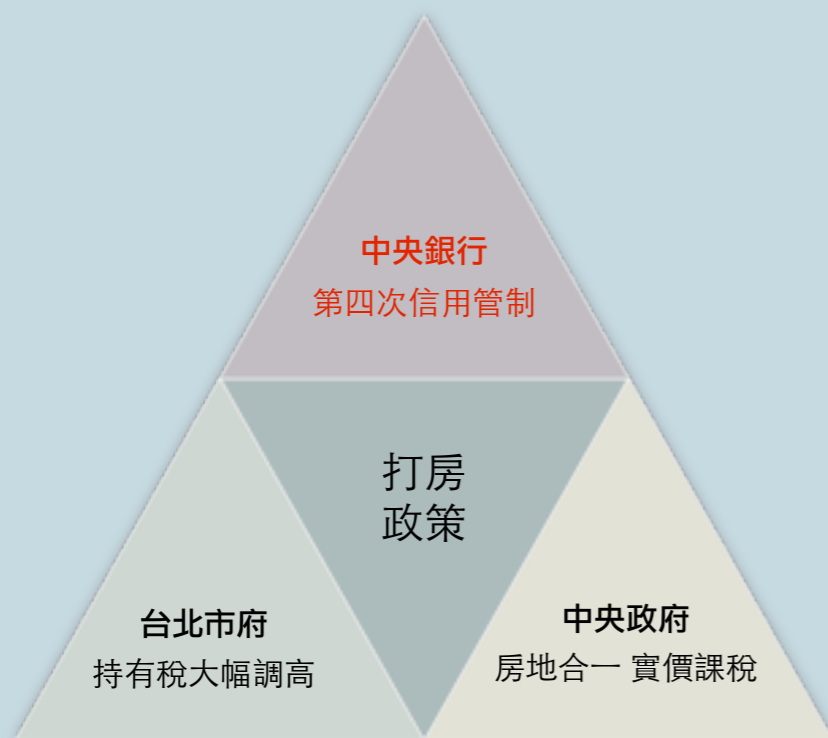 中央銀行
第四次信用管制
打房
政策
台北市府
持有稅大幅調高
中央政府
房地合一 實價課稅